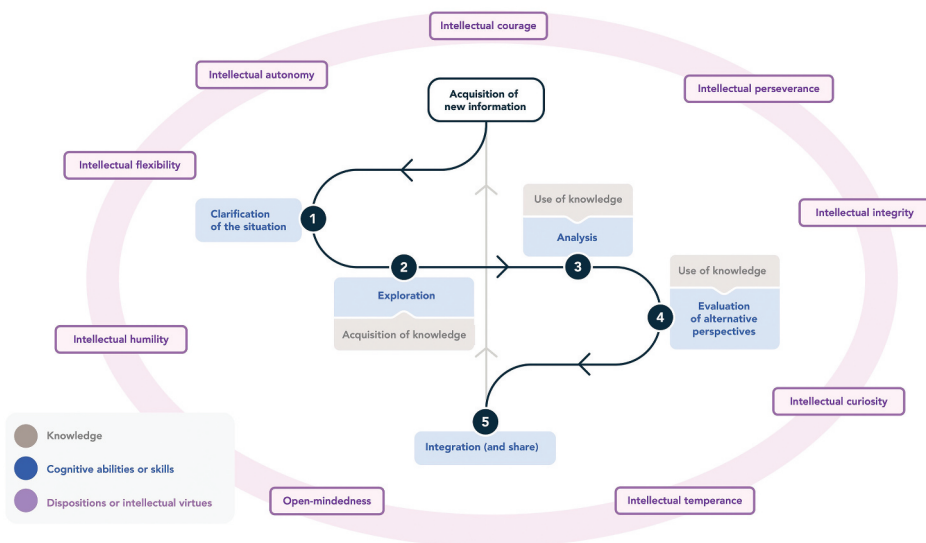 Intellectual courage
Intellectual autonomy
Intellectual perseverance
Acquisition of
new information
Intellectual flexibility
Use of knowledge
Clarification
of the situation
1
Intellectual integrity
Analysis
2
3
Use of knowledge
Exploration
Evaluation
of alternative
perspectives
4
Acquisition of knowledge
Intellectual humility
Intellectual curiosity
5
Integration (and share)
Knowledge
Cognitive abilities or skills
Dispositions or intellectual virtues
Open-mindedness
Intellectual temperance